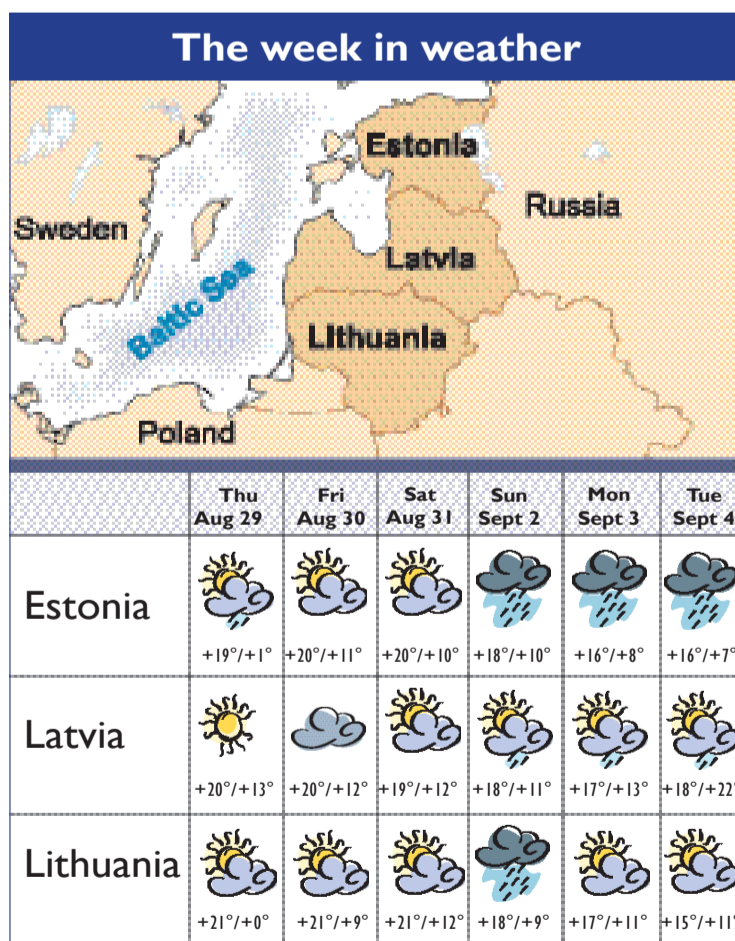 The week in weather
Estonia
Russia
Sweden
Latvia
Baltic Sea
Lithuania
Poland
Thu Fri Sat Sun Mon Tue
Aug 29 Aug 30 Aug 31 Sept 2 Sept 3 Sept 4
Estonia
+19°/+1° +20°/+11° +20°/+10° +18°/+10° +16°/+8° +16°/+7°
Latvia
+20°/+13° +20°/+12° +19°/+12° +18°/+11° +17°/+13° +18°/+22°
Lithuania
+21°/+0° +21°/+9° +21°/+12° +18°/+9° +17°/+11° +15°/+11°